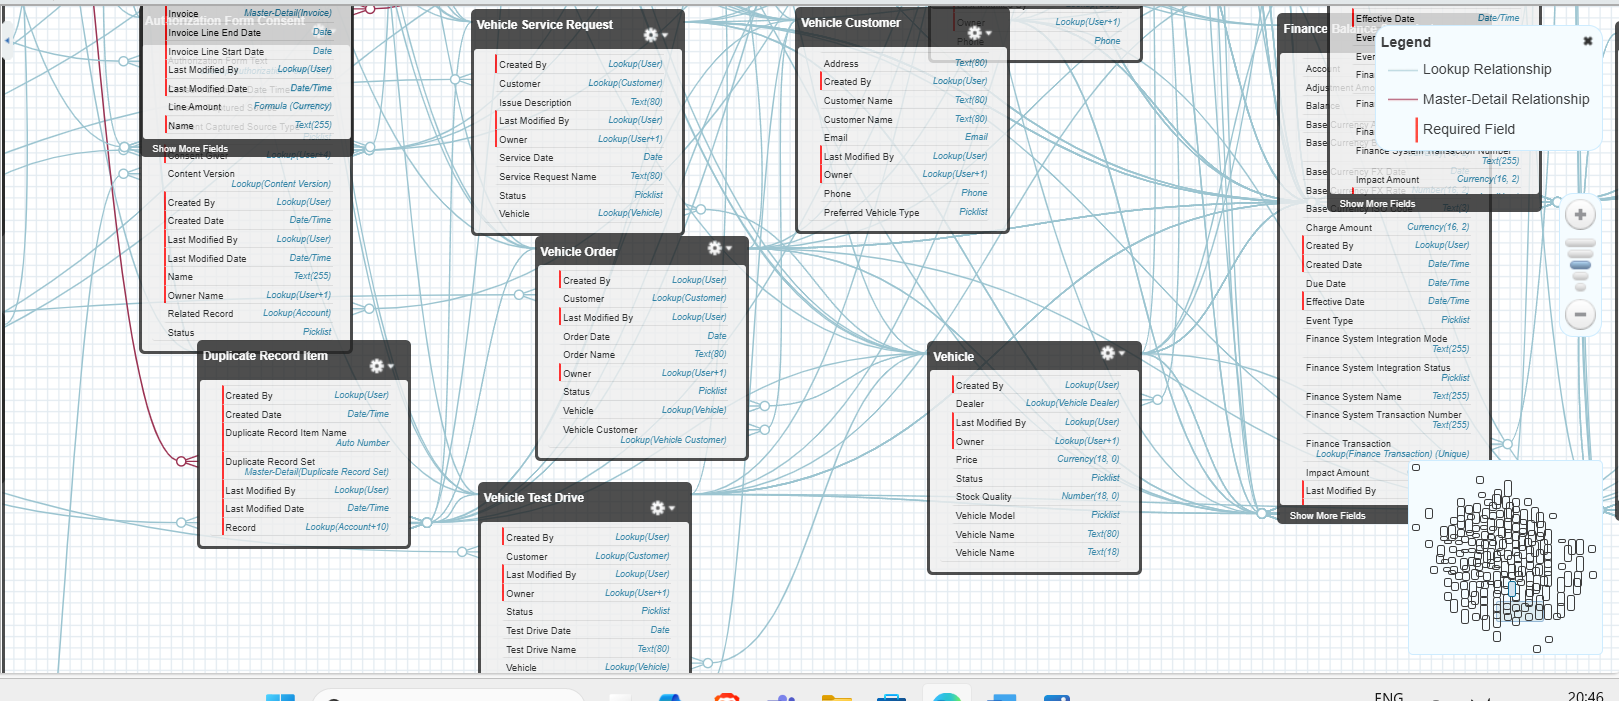 Authorization Form Consent
Invoice Master-Detail(Invoice)
Invoice Line End Date Date
Invoice Line Start Date Date
Last Modified By Lookup(User)
Last Modified Date Date/Time
Line Amount Formula (Currency)
Name Text(255)
Show More Fields
Content Version
Lookup(Content Version)
Created By Lookup(User)
Created Date Date/Time
Last Modified By Lookup(User)
Last Modified Date Date/Time
Name Text(255)
Owner Name Lookup(User+1)
Related Record Lookup(Account)
Status Picklist
Duplicate Record Item
Created By Lookup(User)
Created Date Date/Time
Duplicate Record Item Name
Auto Number
Duplicate Record Set
Master-Detail(Duplicate Record Set)
Last Modified By Lookup(User)
Last Modified Date Date/Time
Record Lookup(Account+10)
Vehicle Service Request
Created By Lookup(User)
Customer Lookup(Customer)
Issue Description Text(80)
Last Modified By Lookup(User)
Owner Lookup(User+1)
Service Date Date
Service Request Name Text(80)
Status Picklist
Vehicle Lookup(Vehicle)
Vehicle Order
Created By Lookup(User)
Customer Lookup(Customer)
Last Modified By Lookup(User)
Order Date Date
Order Name Text(80)
Owner Lookup(User+1)
Status Picklist
Vehicle Lookup(Vehicle)
Vehicle Customer
Lookup(Vehicle Customer)
Vehicle Test Drive
Created By Lookup(User)
Customer Lookup(Customer)
Last Modified By Lookup(User)
Owner Lookup(User+1)
Status Picklist
Test Drive Date Date
Test Drive Name Text(80)
Vehicle Lookup(Vehicle)
Vehicle Customer
Address Text(80)
Created By Lookup(User)
Customer Name Text(80)
Customer Name Text(80)
Email Email
Last Modified By Lookup(User)
Owner Lookup(User+1)
Phone Phone
Preferred Vehicle Type Picklist
Owner Lookup(User+1)
Phone Phone
Vehicle
Created By Lookup(User)
Dealer Lookup(Vehicle Dealer)
Last Modified By Lookup(User)
Owner Lookup(User+1)
Price Currency(18, 0)
Status Picklist
Stock Quality Number(18, 0)
Vehicle Model Picklist
Vehicle Name Text(80)
Vehicle Name Text(18)
Finance Balance
Effective Date Date/Time
Finance System Transaction Number
Text(255)
Impact Amount Currency(16, 2)
Show More Fields
Charge Amount Currency(16, 2)
Created By Lookup(User)
Created Date Date/Time
Due Date Date/Time
Effective Date Date/Time
Event Type Picklist
Finance System Integration Mode
Text(255)
Finance System Integration Status
Picklist
Finance System Name Text(255)
Finance System Transaction Number
Text(255)
Finance Transaction
Lookup(Finance Transaction) (Unique)
Impact Amount
Last Modified By
Show More Fields
Legend
Lookup Relationship
Master-Detail Relationship
Required Field
ENG
20:46